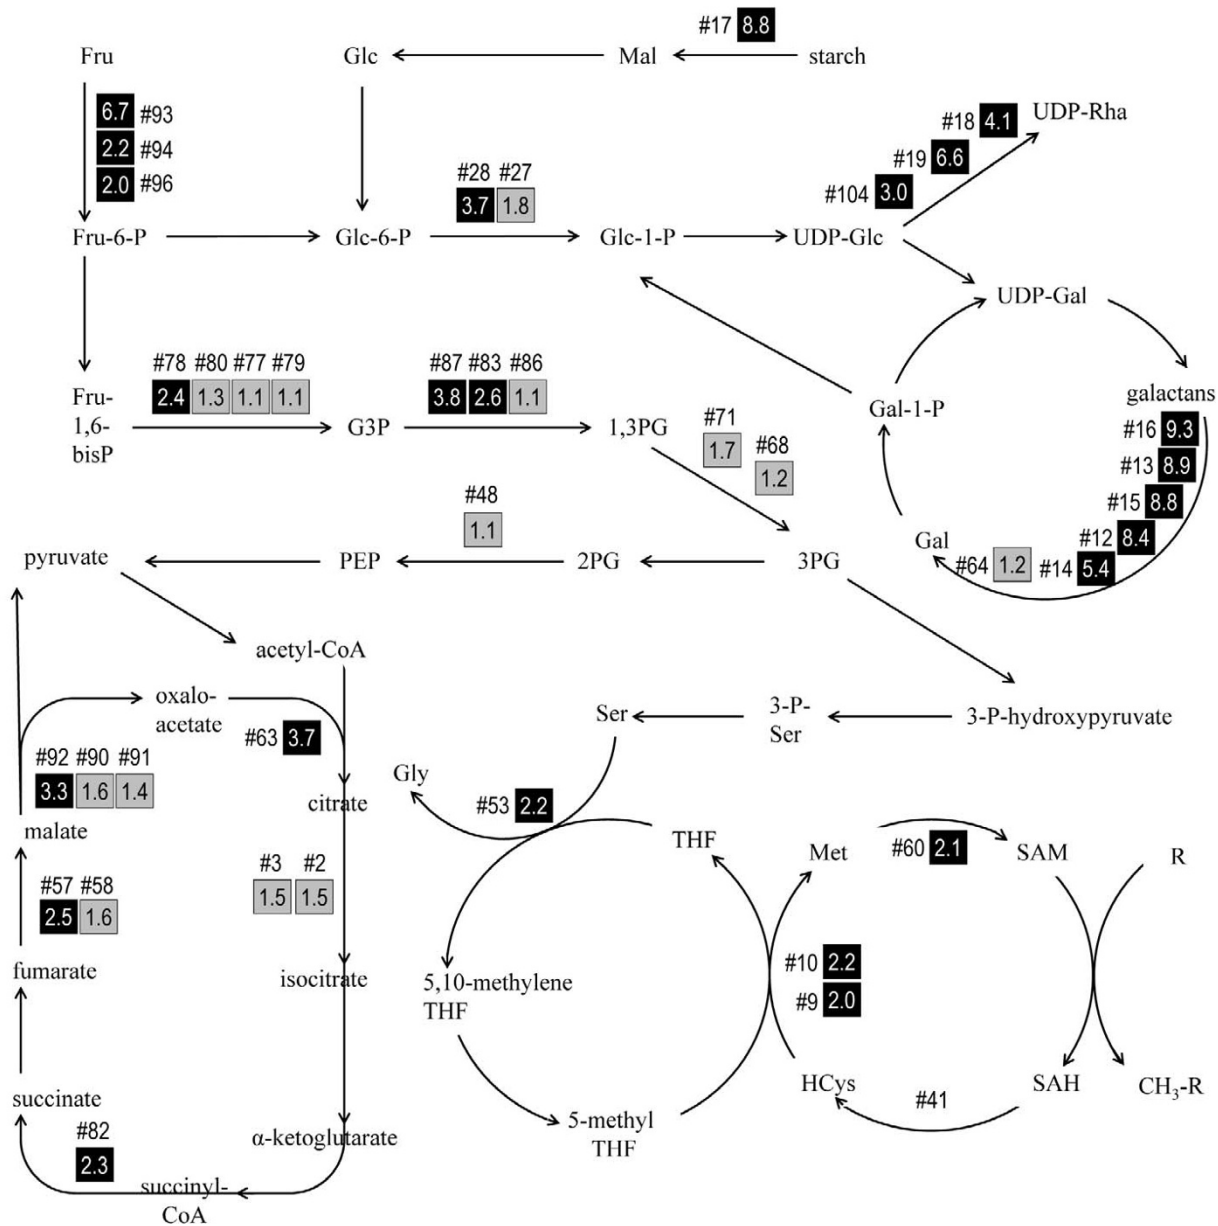 #17 8.8
Fru Glc Mal starch
6.7 #93
2.2 #94
2.0 #96
#18 4.1 UDP-Rha
#19 6.6
#104 3.0
#28 #27
3.7 1.8
Fru-6-P Glc-6-P Glc-1-P UDP-Glc
UDP-Gal
#78 #80 #77 #79
2.4 1.3 1.1 1.1
#87 #83 #86
3.8 2.6 1.1
Fru-
1,6-
bisP
G3P 1,3PG
#71
1.7
#68
1.2
Gal-1-P
galactans
#16 9.3
#13 8.9
#15 8.8
#12 8.4
#14 5.4
#64 1.2
Gal
#48
1.1
pyruvate PEP 2PG 3PG
acetyl-CoA
oxalo-
acetate
#63 3.7
Ser
3-P-
Ser
3-P-hydroxypyruvate
#92 #90 #91
3.3 1.6 1.4
malate
citrate
Gly
#53 2.2
THF
Met
#60 2.1
SAM
R
#57 #58
2.5 1.6
#3 #2
1.5 1.5
fumarate
isocitrate
5,10-methylene
THF
#10 2.2
#9 2.0
succinate
HCys
#41
SAH
CH3-R
#82
2.3
α-ketoglutarate
5-methyl
THF
succinyl-
CoA